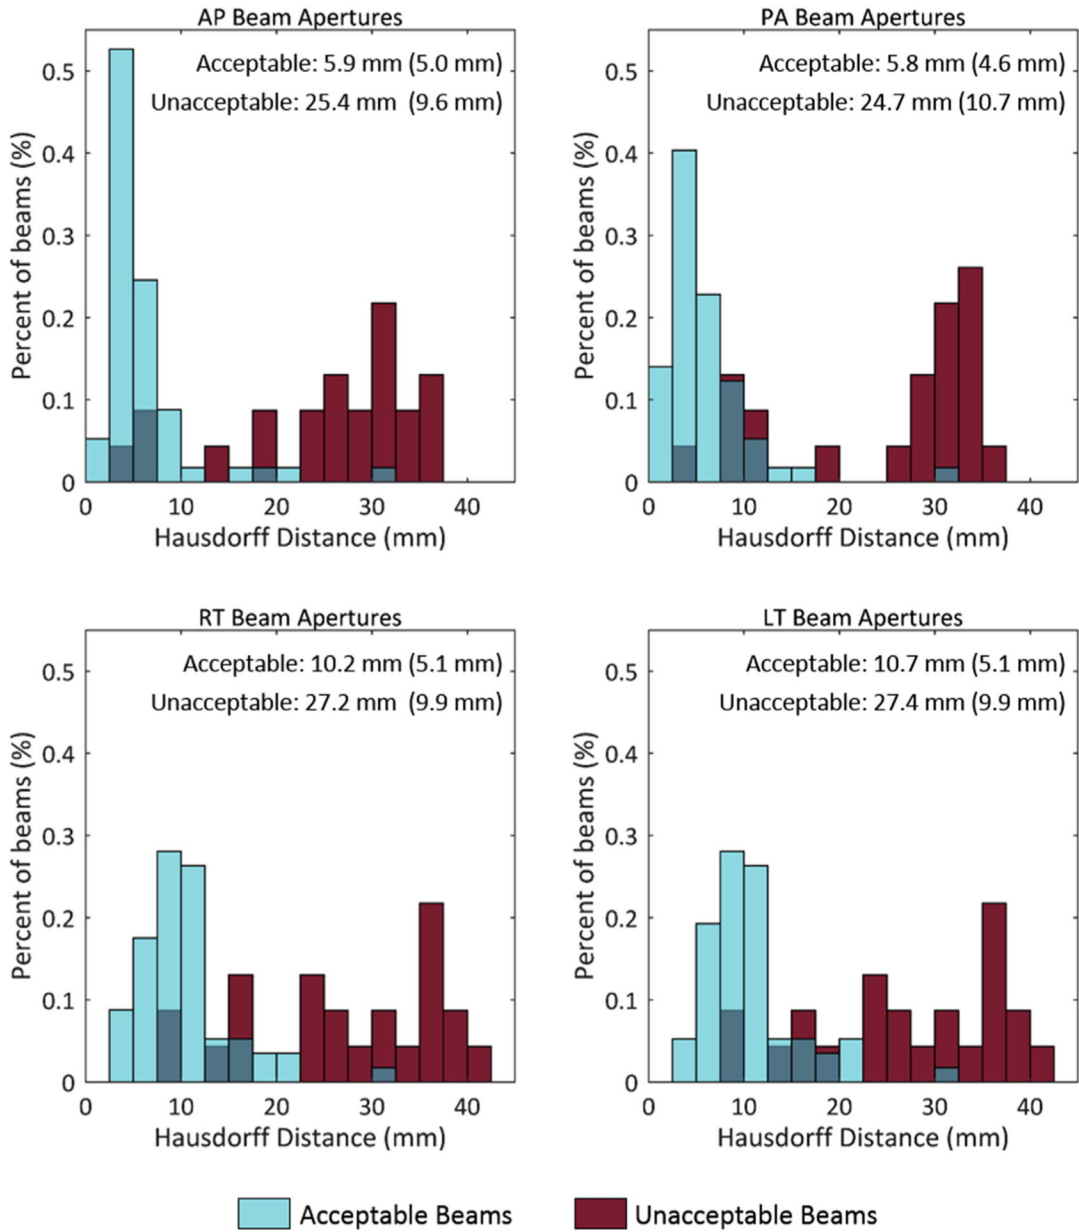 AP Beam Apertures
Acceptable: 5.9 mm (5.0 mm)
Unacceptable: 25.4 mm (9.6 mm)
Percent of beams (%)
0.5
0.4
0.3
0.2
0.1
0
0 10 20 30 40
Hausdorff Distance (mm)
PA Beam Apertures
Acceptable: 5.8 mm (4.6 mm)
Unacceptable: 24.7 mm (10.7 mm)
Percent of beams (%)
0.5
0.4
0.3
0.2
0.1
0
0 10 20 30 40
Hausdorff Distance (mm)
RT Beam Apertures
Acceptable: 10.2 mm (5.1 mm)
Unacceptable: 27.2 mm (9.9 mm)
Percent of beams (%)
0.5
0.4
0.3
0.2
0.1
0
0 10 20 30 40
Hausdorff Distance (mm)
LT Beam Apertures
Acceptable: 10.7 mm (5.1 mm)
Unacceptable: 27.4 mm (9.9 mm)
Percent of beams (%)
0.5
0.4
0.3
0.2
0.1
0
0 10 20 30 40
Hausdorff Distance (mm)
Acceptable Beams
Unacceptable Beams